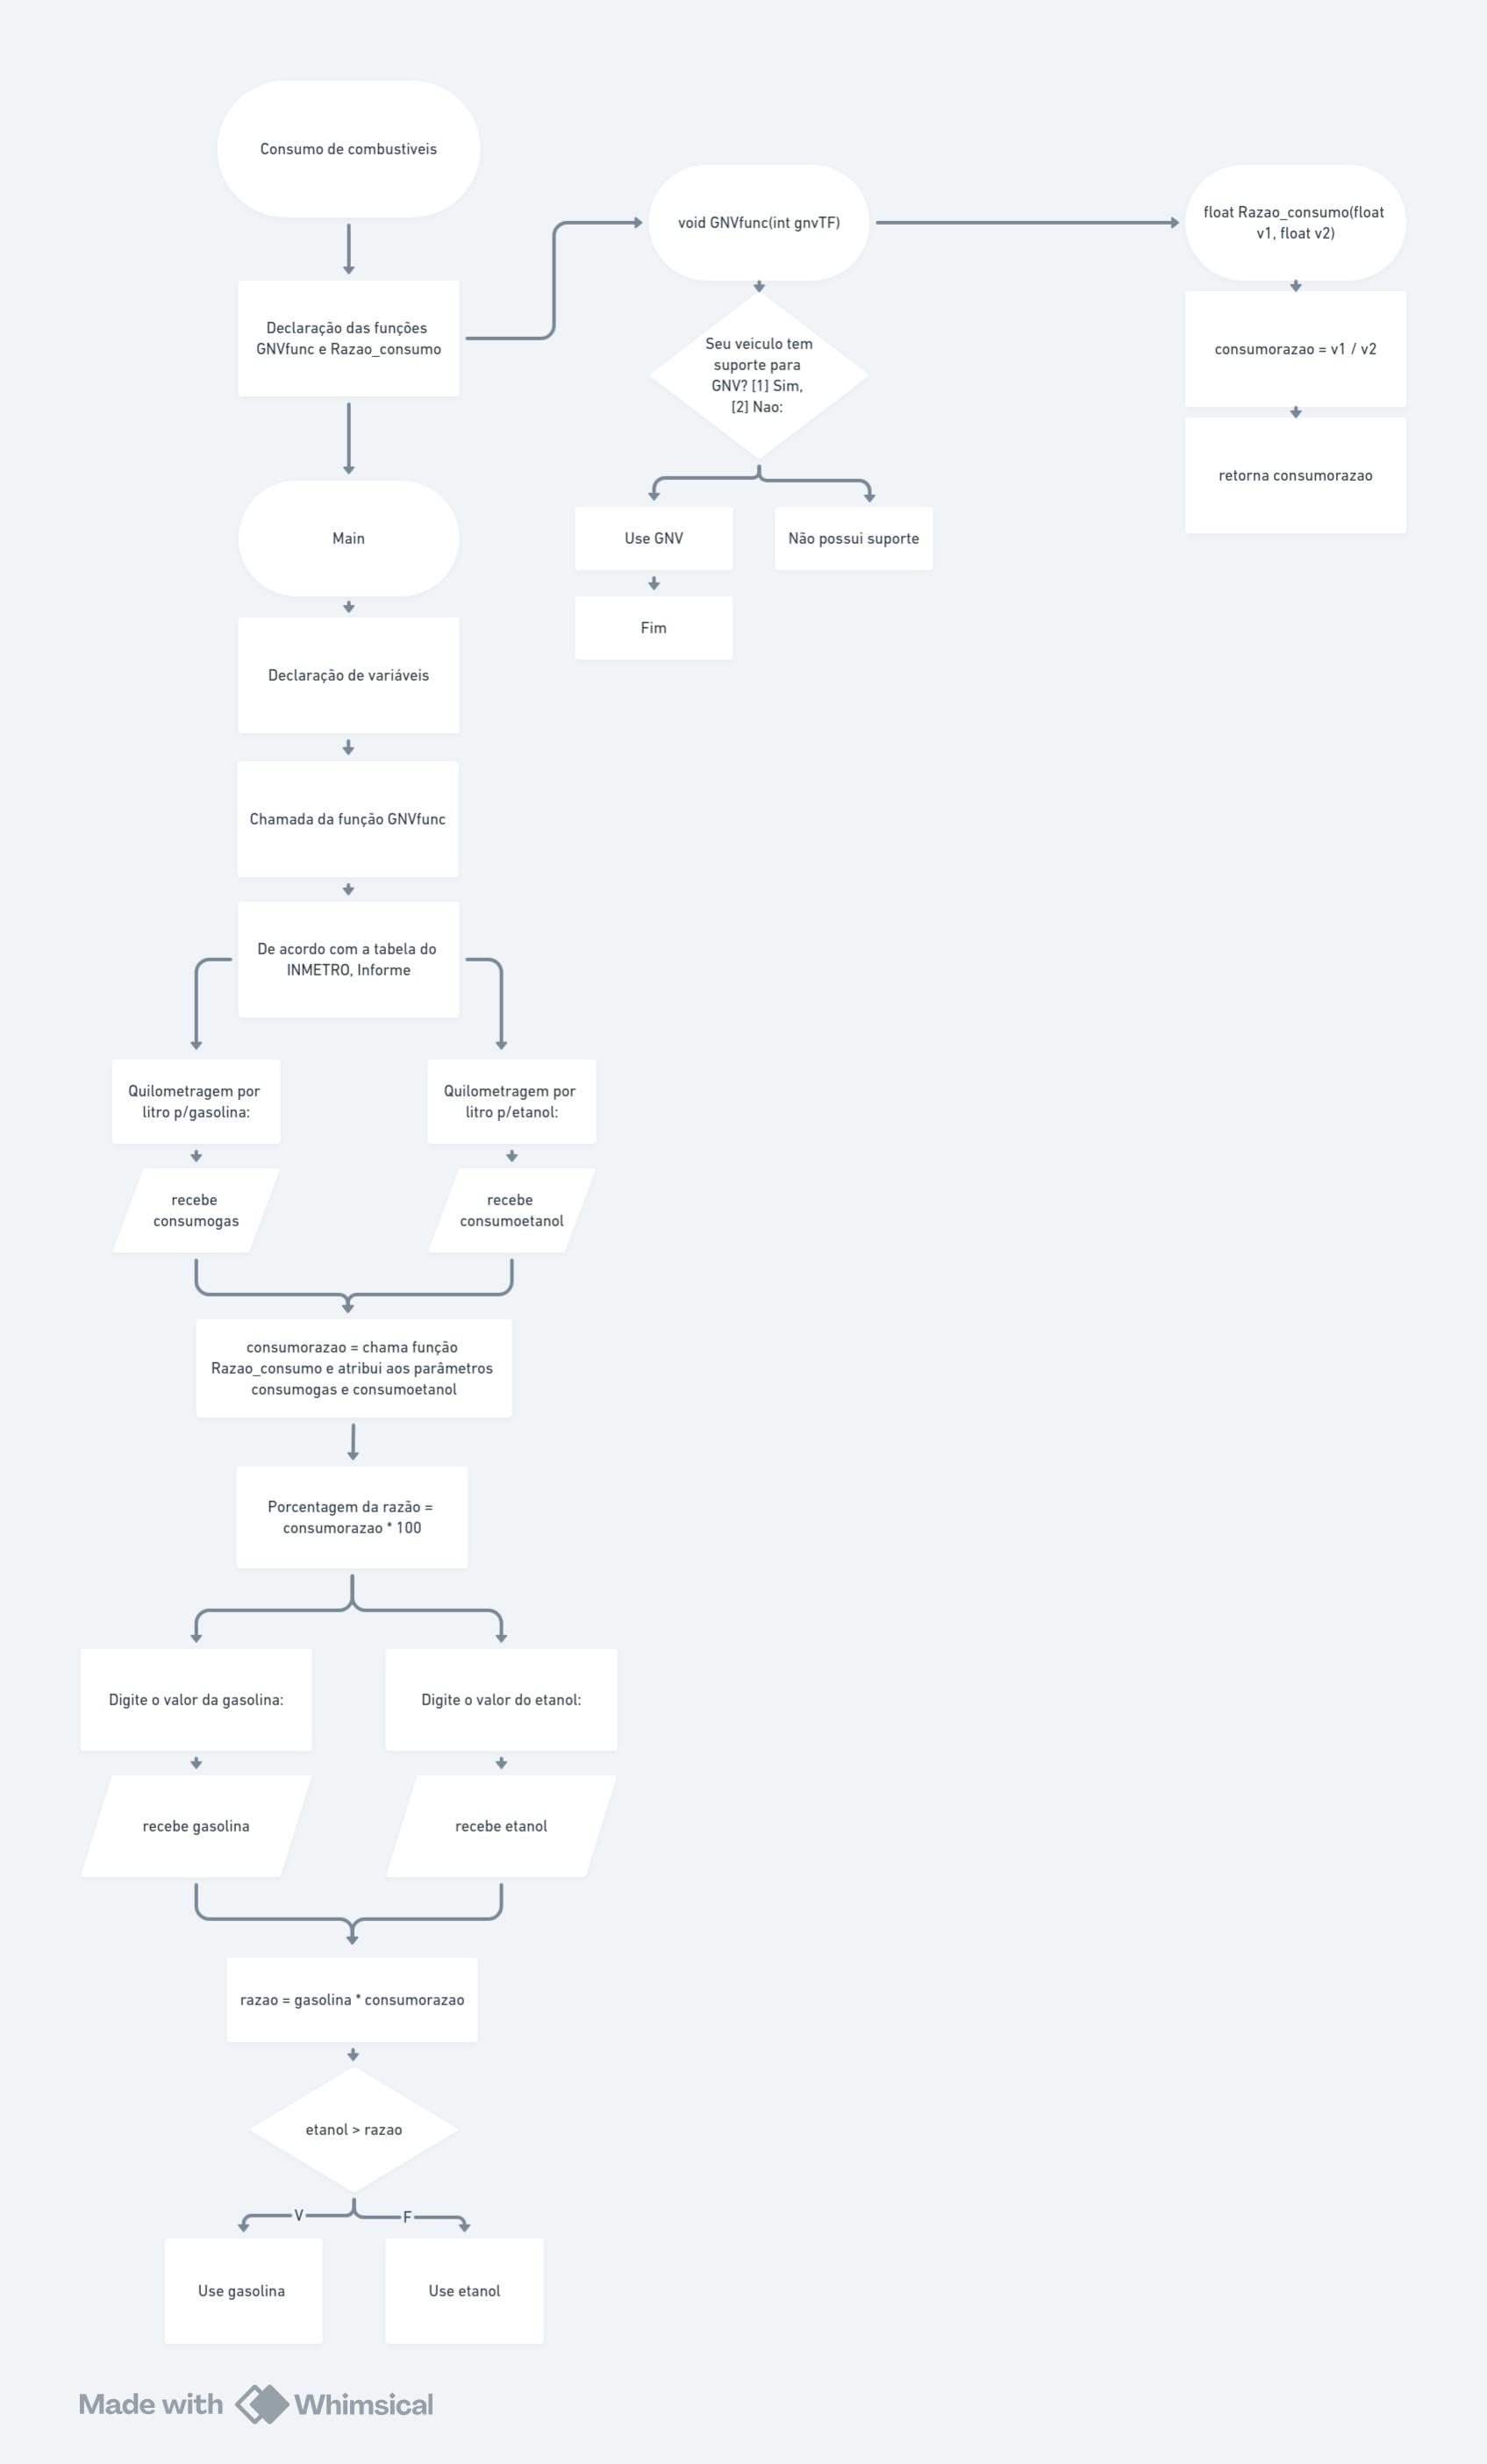 Consumo de combustiveis
Declaração das funções
GNVfunc e Razao_consumo
void GNVfunc(int gnvTF)
Seu veiculo tem
suporte para
GNV? [1] Sim,
[2] Nao:
Use GNV
Não possui suporte
Fim
float Razao_consumo(float
v1, float v2)
consumorazao = v1 / v2
retorna consumorazao
Main
Declaração de variáveis
Chamada da função GNVfunc
De acordo com a tabela do
INMETRO, Informe
Quilometragem por
litro p/gasolina:
Quilometragem por
litro p/etanol:
recebe
consumogas
recebe
consumoetanol
consumorazao = chama função
Razao_consumo e atribui aos parâmetros
consumogas e consumoetanol
Porcentagem da razão =
consumorazao * 100
Digite o valor da gasolina:
Digite o valor do etanol:
recebe gasolina
recebe etanol
razao = gasolina * consumorazao
etanol > razao
V
F
Use gasolina
Use etanol
Made with Whimsical